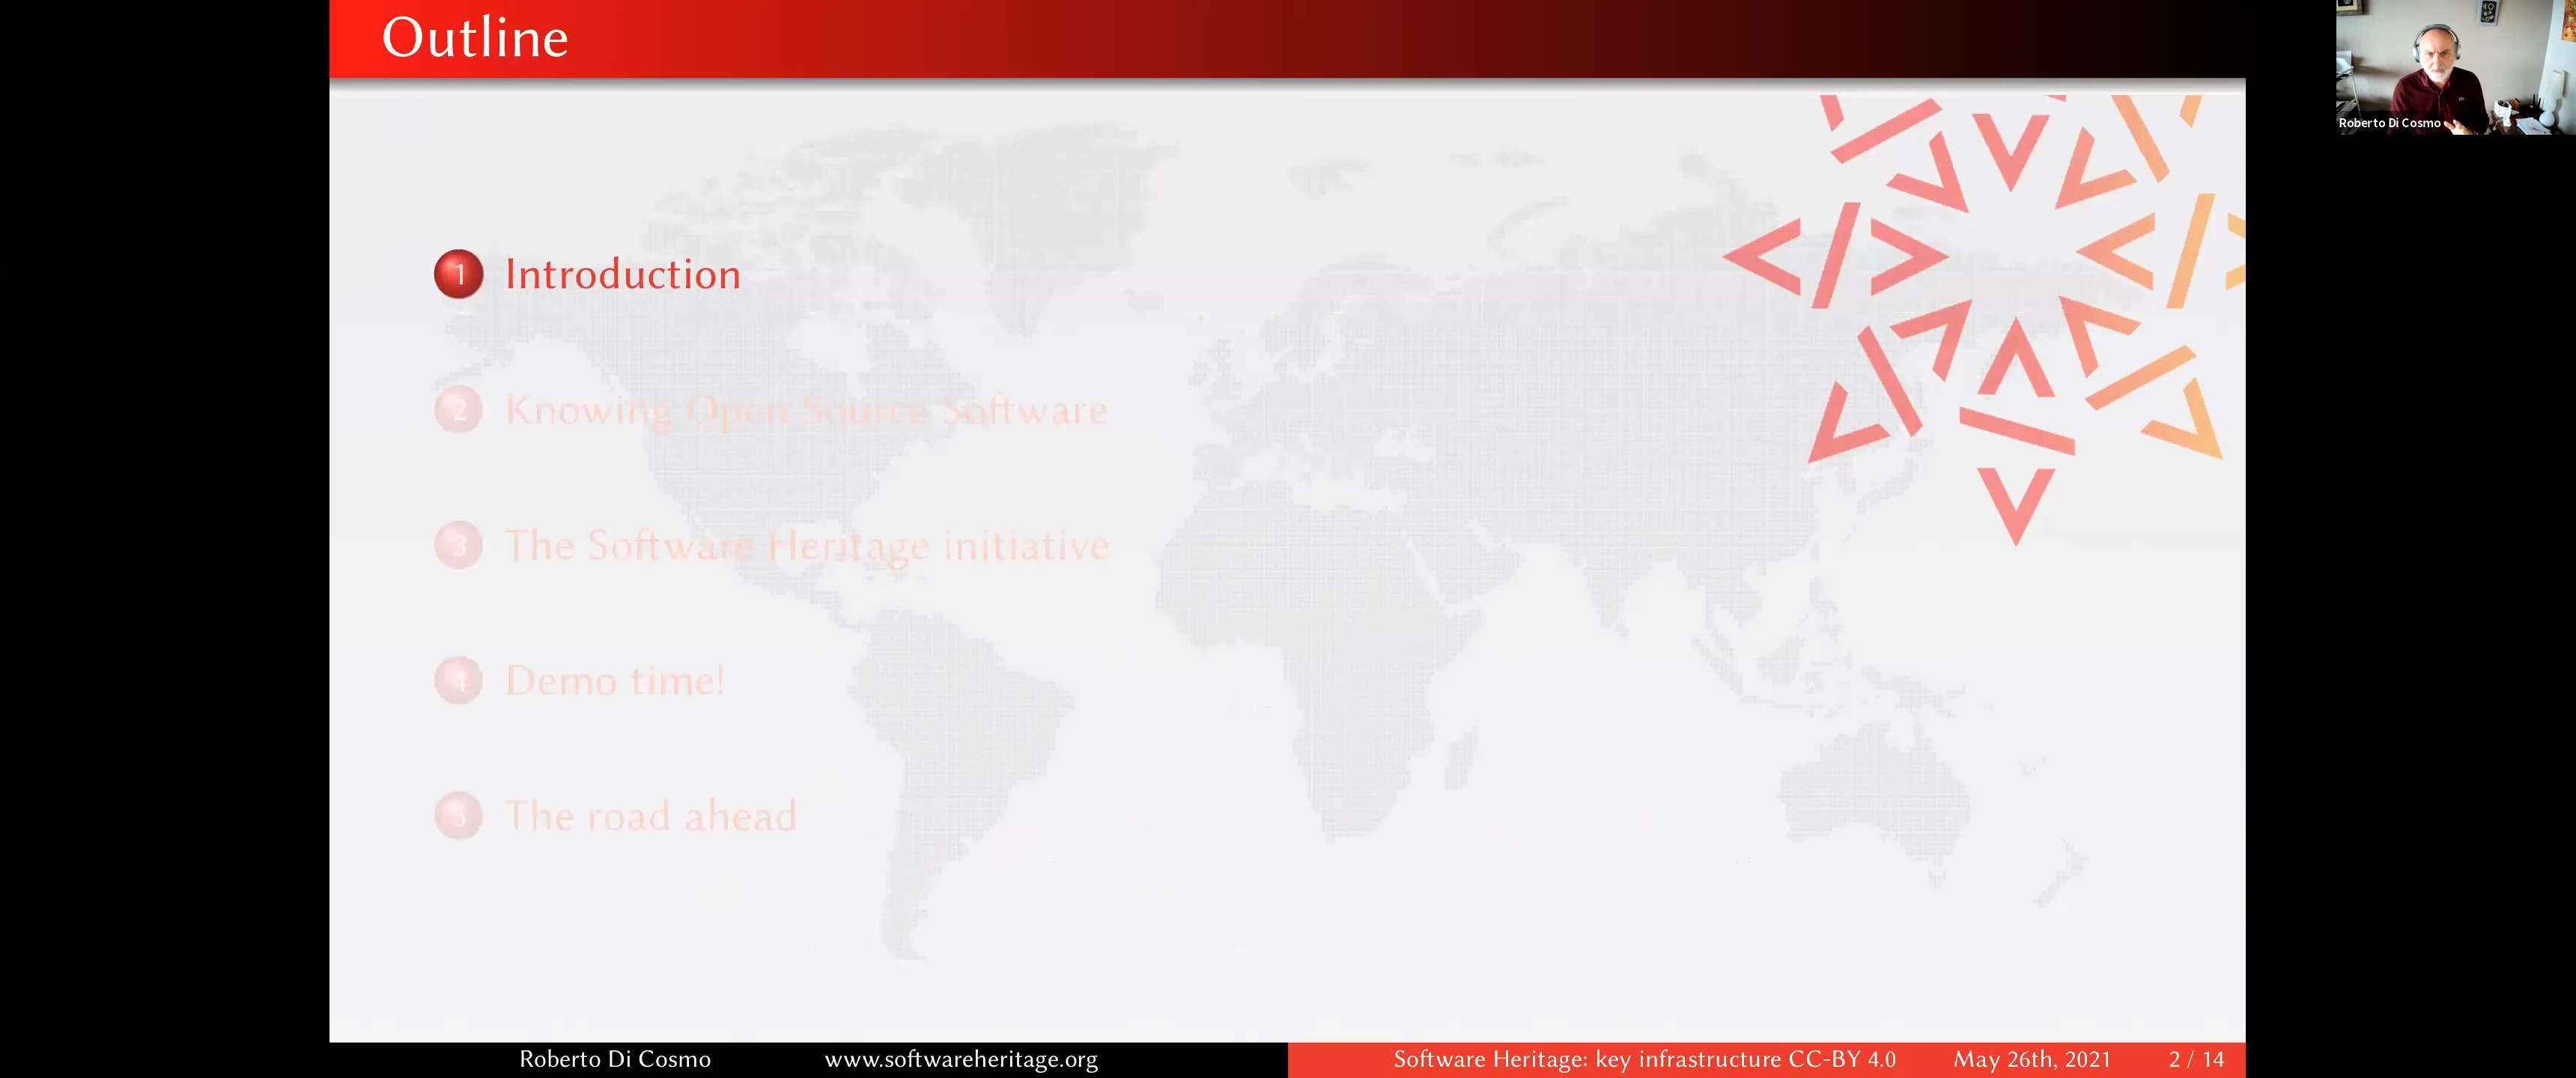 Outline
Roberto Di Cosmo
1 Introduction
2 Knowing Open Source Software
3 The Software Heritage initiative
4 Demo time!
5 The road ahead
Roberto Di Cosmo www.softwareheritage.org Software Heritage: key infrastructure CC-BY 4.0 May 26th, 2021 2 / 14